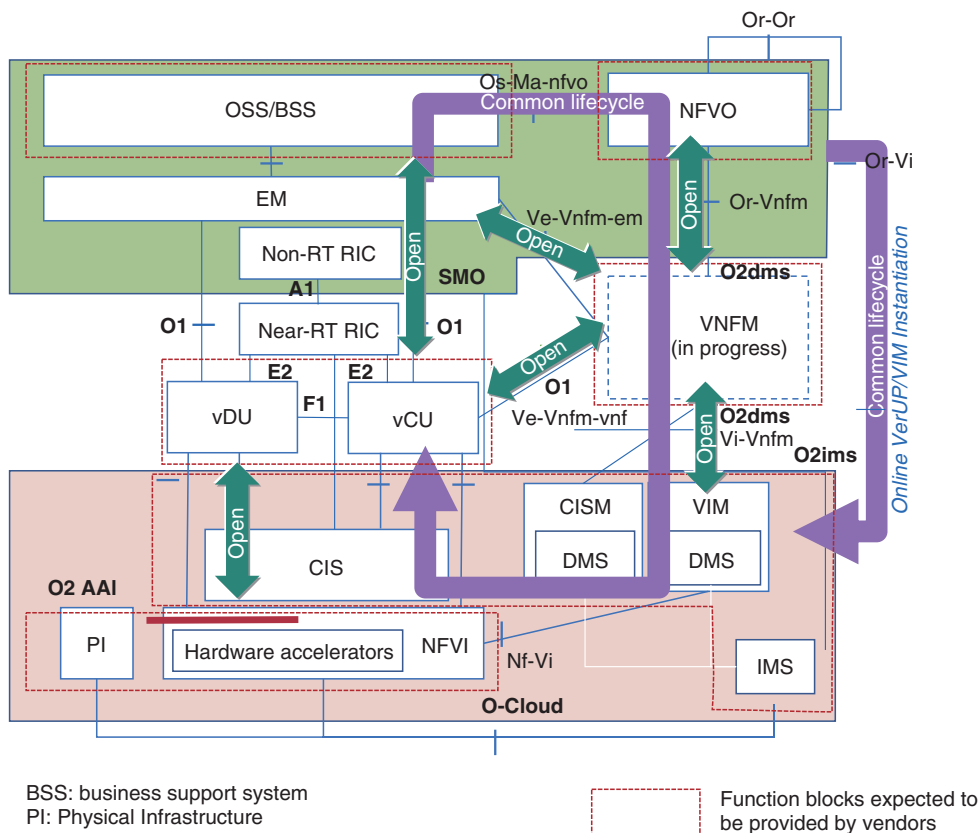 Or-Or
Os-Ma-nfvo
Common lifecycle
OSS/BSS
NFVO
Or-Vi
EM
Open
Or-Vnfm
Ve-Vnfm-em
Open
Open
Non-RT RIC
SMO
O2dms
A1
O1
Near-RT RIC
O1
VNFM
(in progress)
Open
Common lifecycle
Online VerUP/VIM Instantiation
E2
E2
O1
vDU
F1
vCU
Ve-Vnfm-vnf
O2dms
Vi-Vnfm
Open
O2ims
CISM
VIM
Open
CIS
DMS
DMS
O2 AAI
PI
Hardware accelerators
NFVI
Nf-Vi
IMS
O-Cloud
BSS: business support system
PI: Physical Infrastructure
Function blocks expected to
be provided by vendors